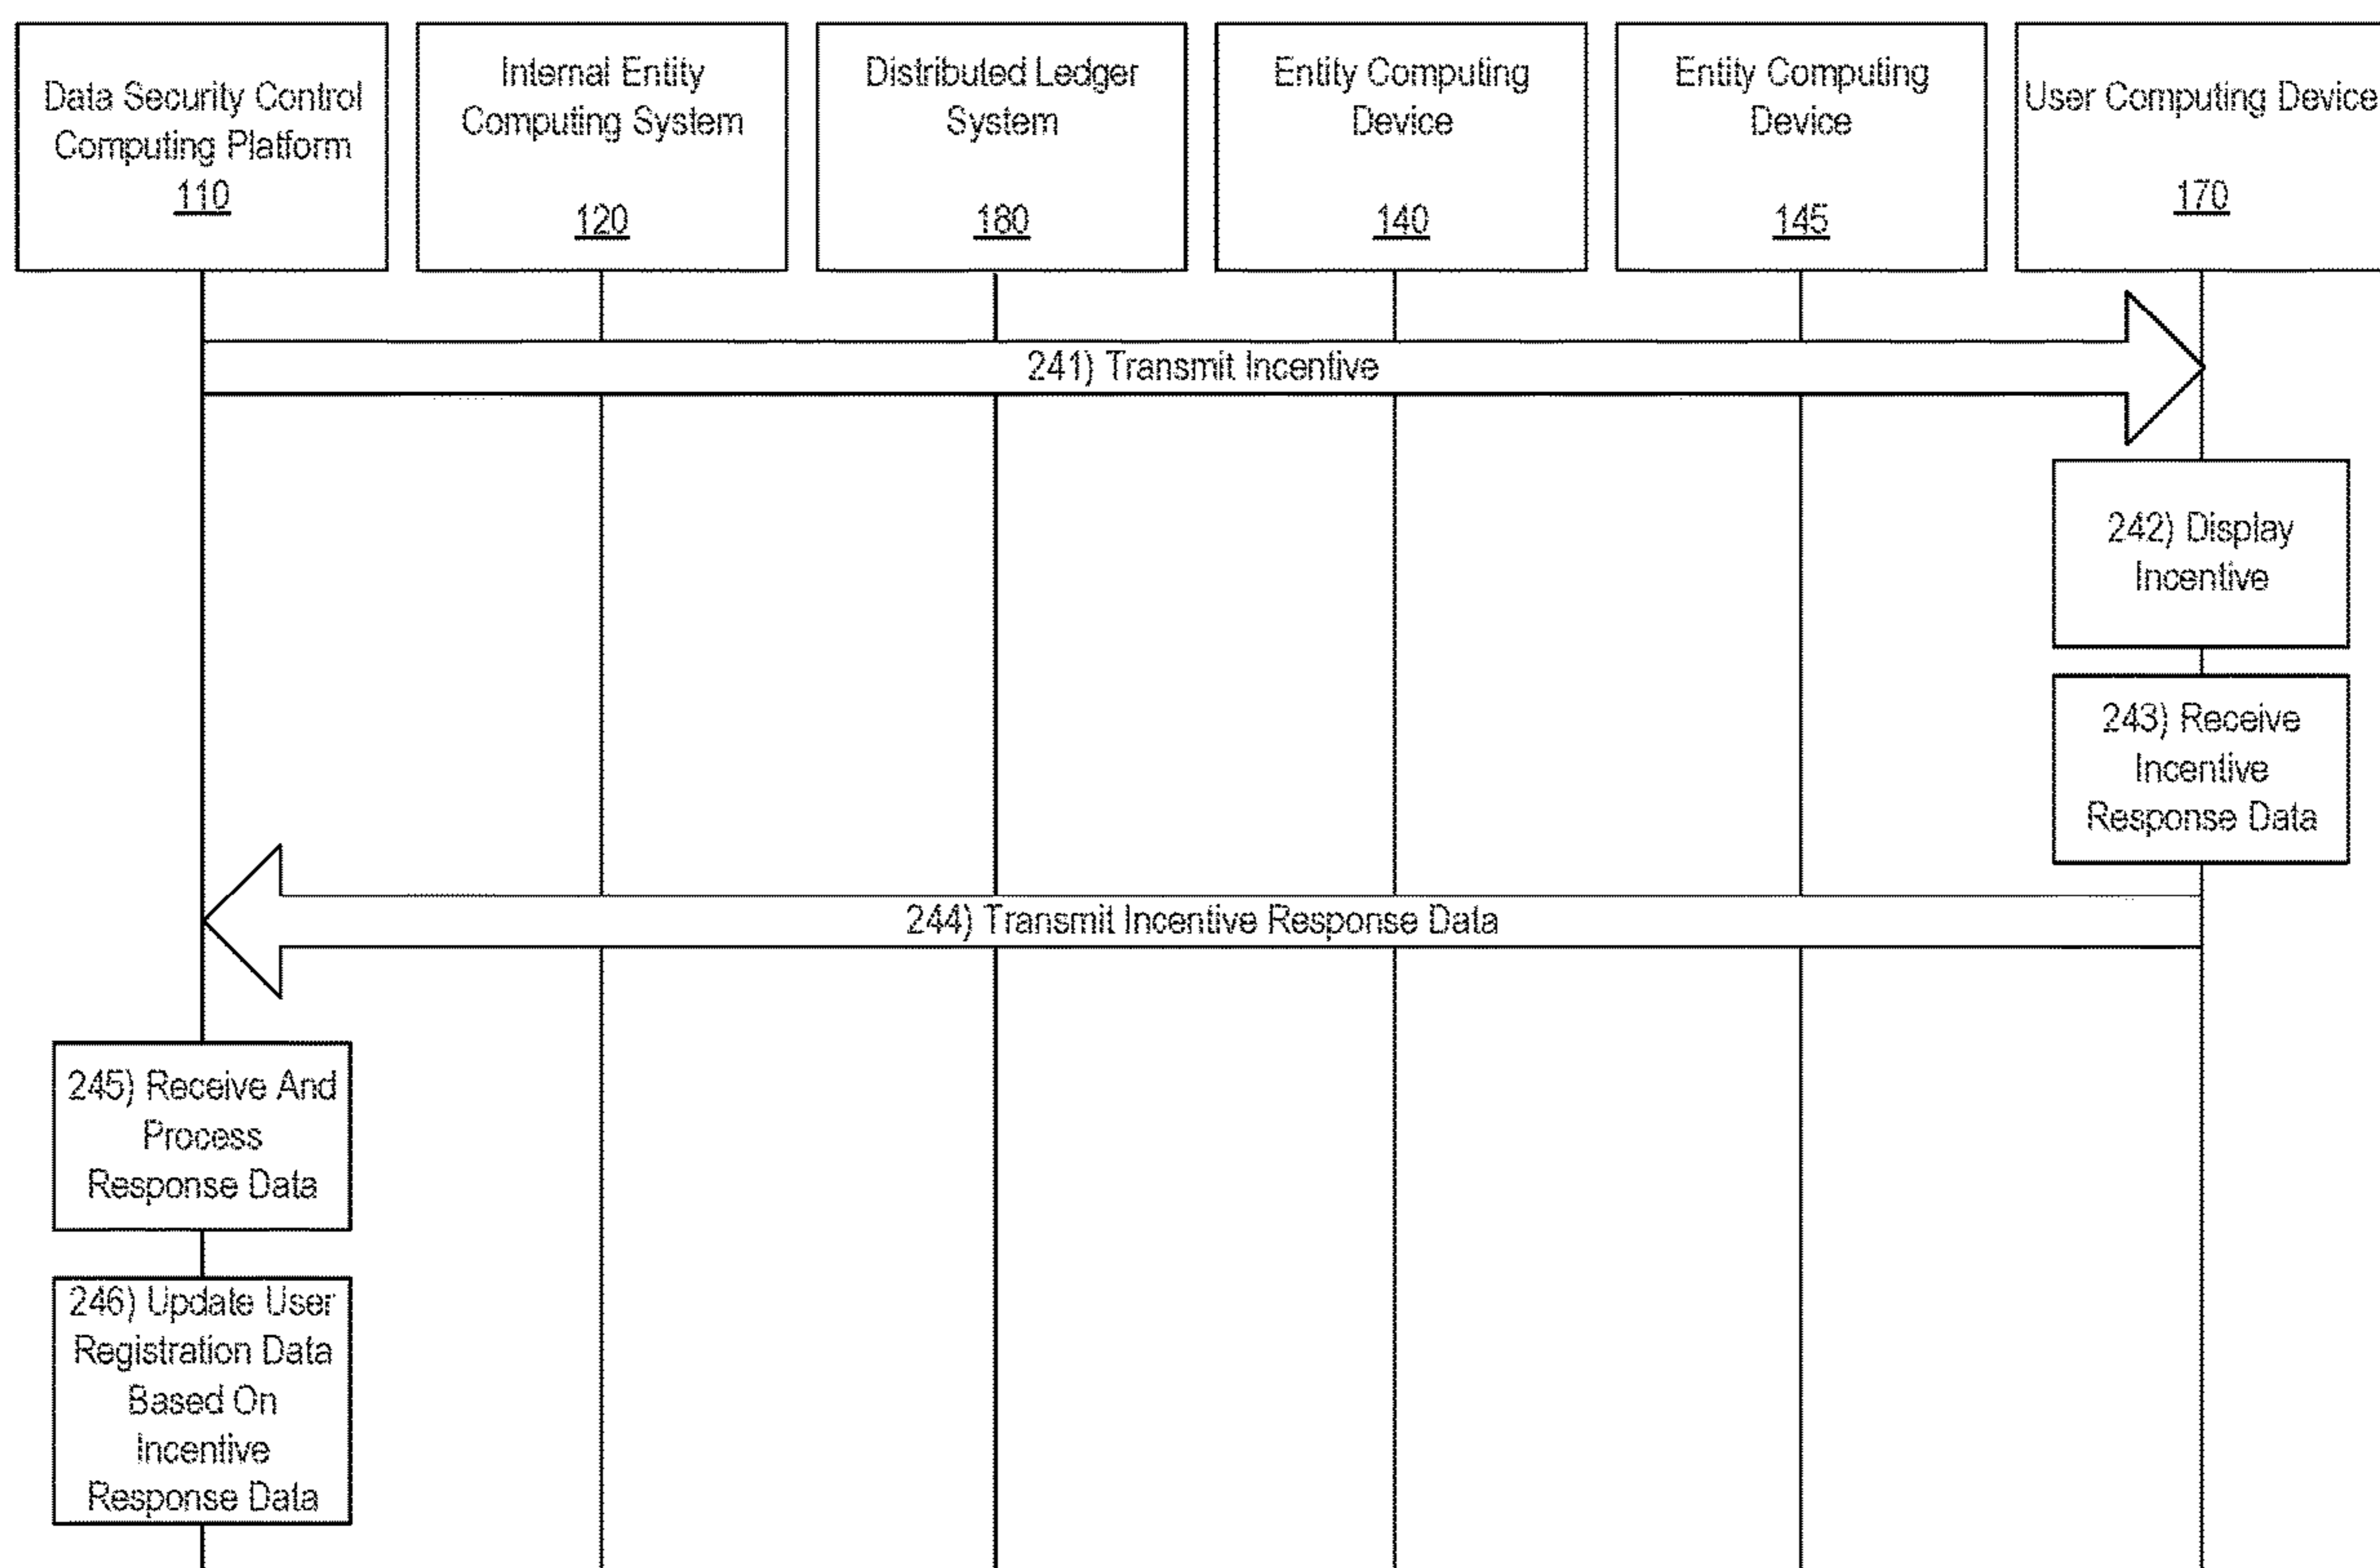 Data Security Control
Computing Platform
110
Internal Entity
Computing System
120
Distributed Ledger
System
180
Entity Computing
Device
140
Entity Computing
Device
145
User Computing Device
170
241) Transmit Incentive
242) Display
Incentive
243) Receive
Incentive
Response Data
244) Transmit Incentive Response Data
245) Receive And
Process
Response Data
246) Update User
Registration Data
Based On
Incentive
Response Data